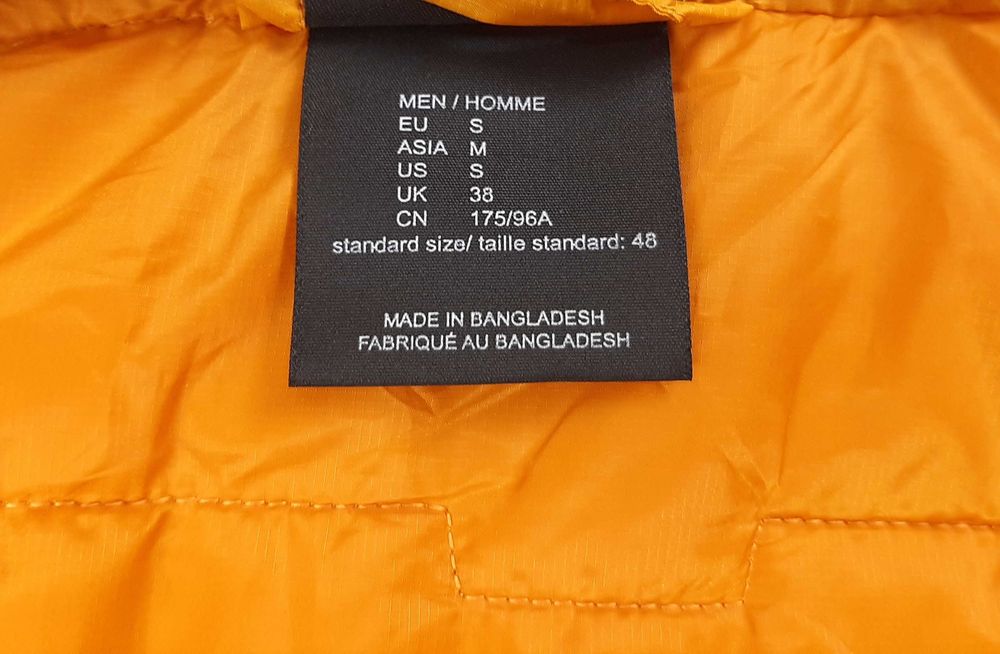 MEN / HOMME
EU S
ASIA M
US S
UK 38
CN 175/96A
standard size/ taille standard: 48
MADE IN BANGLADESH
FABRIQUÉ AU BANGLADESH